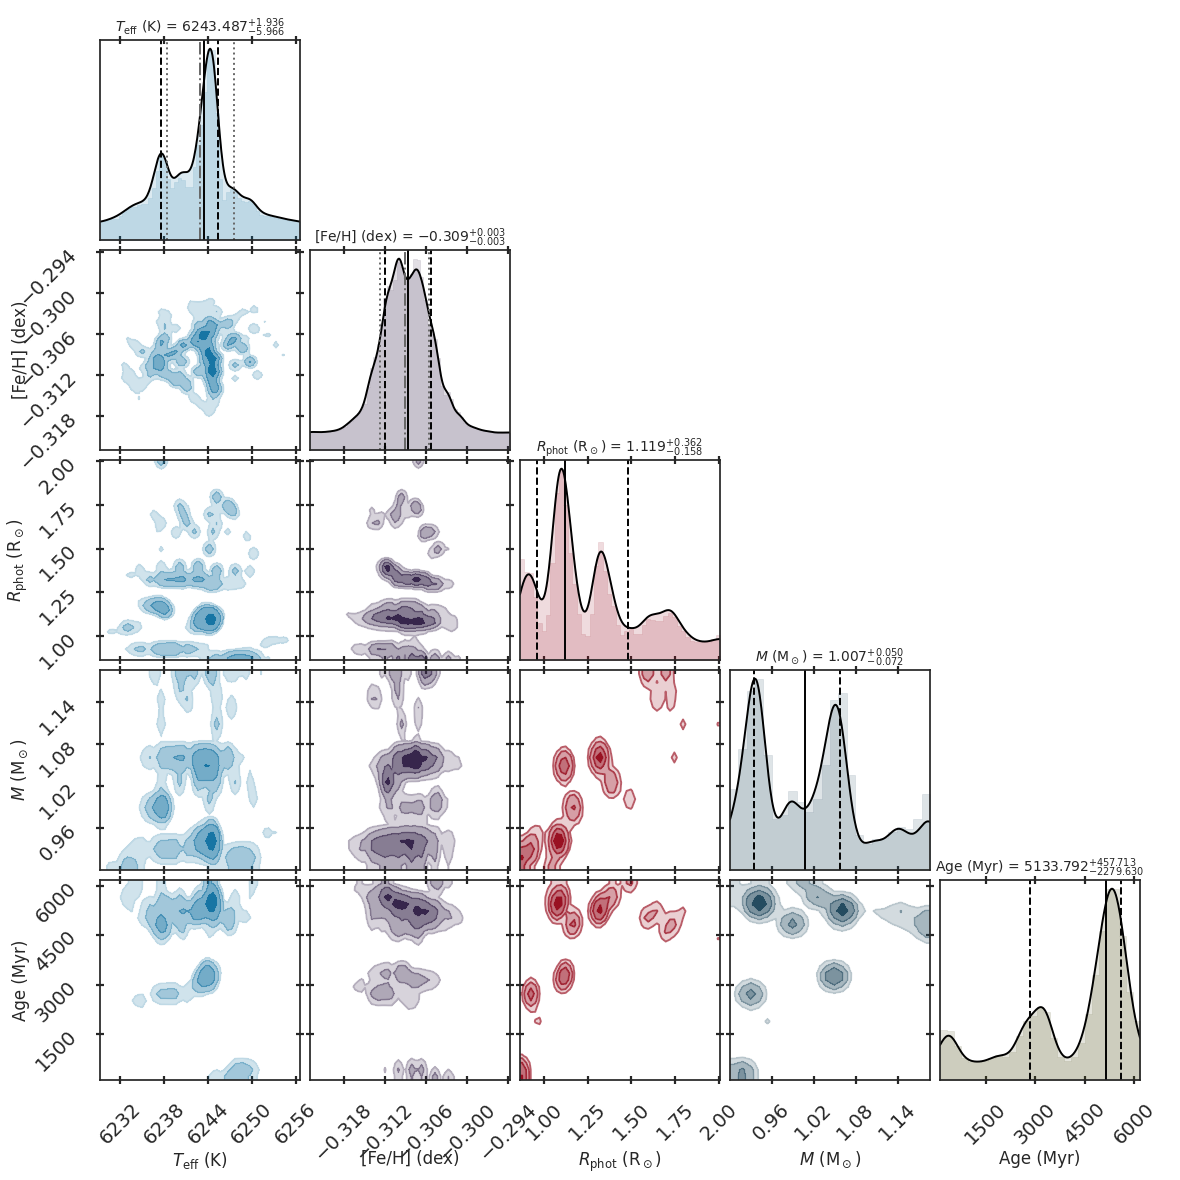 T_eff (K) = 6243.487 +1.936 −5.966
[Fe/H] (dex) = −0.309 +0.003 −0.003
−0.294
−0.300
−0.306
−0.312
−0.318
[Fe/H] (dex)
R_phot (R⊙) = 1.119 +0.362 −0.158
2.00
1.75
1.50
1.25
1.00
R_phot (R⊙)
M (M⊙) = 1.007 +0.050 −0.072
1.14
1.08
1.02
0.96
M (M⊙)
Age (Myr) = 5133.792 +457.713 −2279.630
6000
4500
3000
1500
Age (Myr)
6232 6238 6244 6250 6256
−0.318 −0.312 −0.306 −0.300 −0.294
1.00 1.25 1.50 1.75 2.00
0.96 1.02 1.08 1.14
1500 3000 4500 6000
T_eff (K) [Fe/H] (dex) R_phot (R⊙) M (M⊙) Age (Myr)